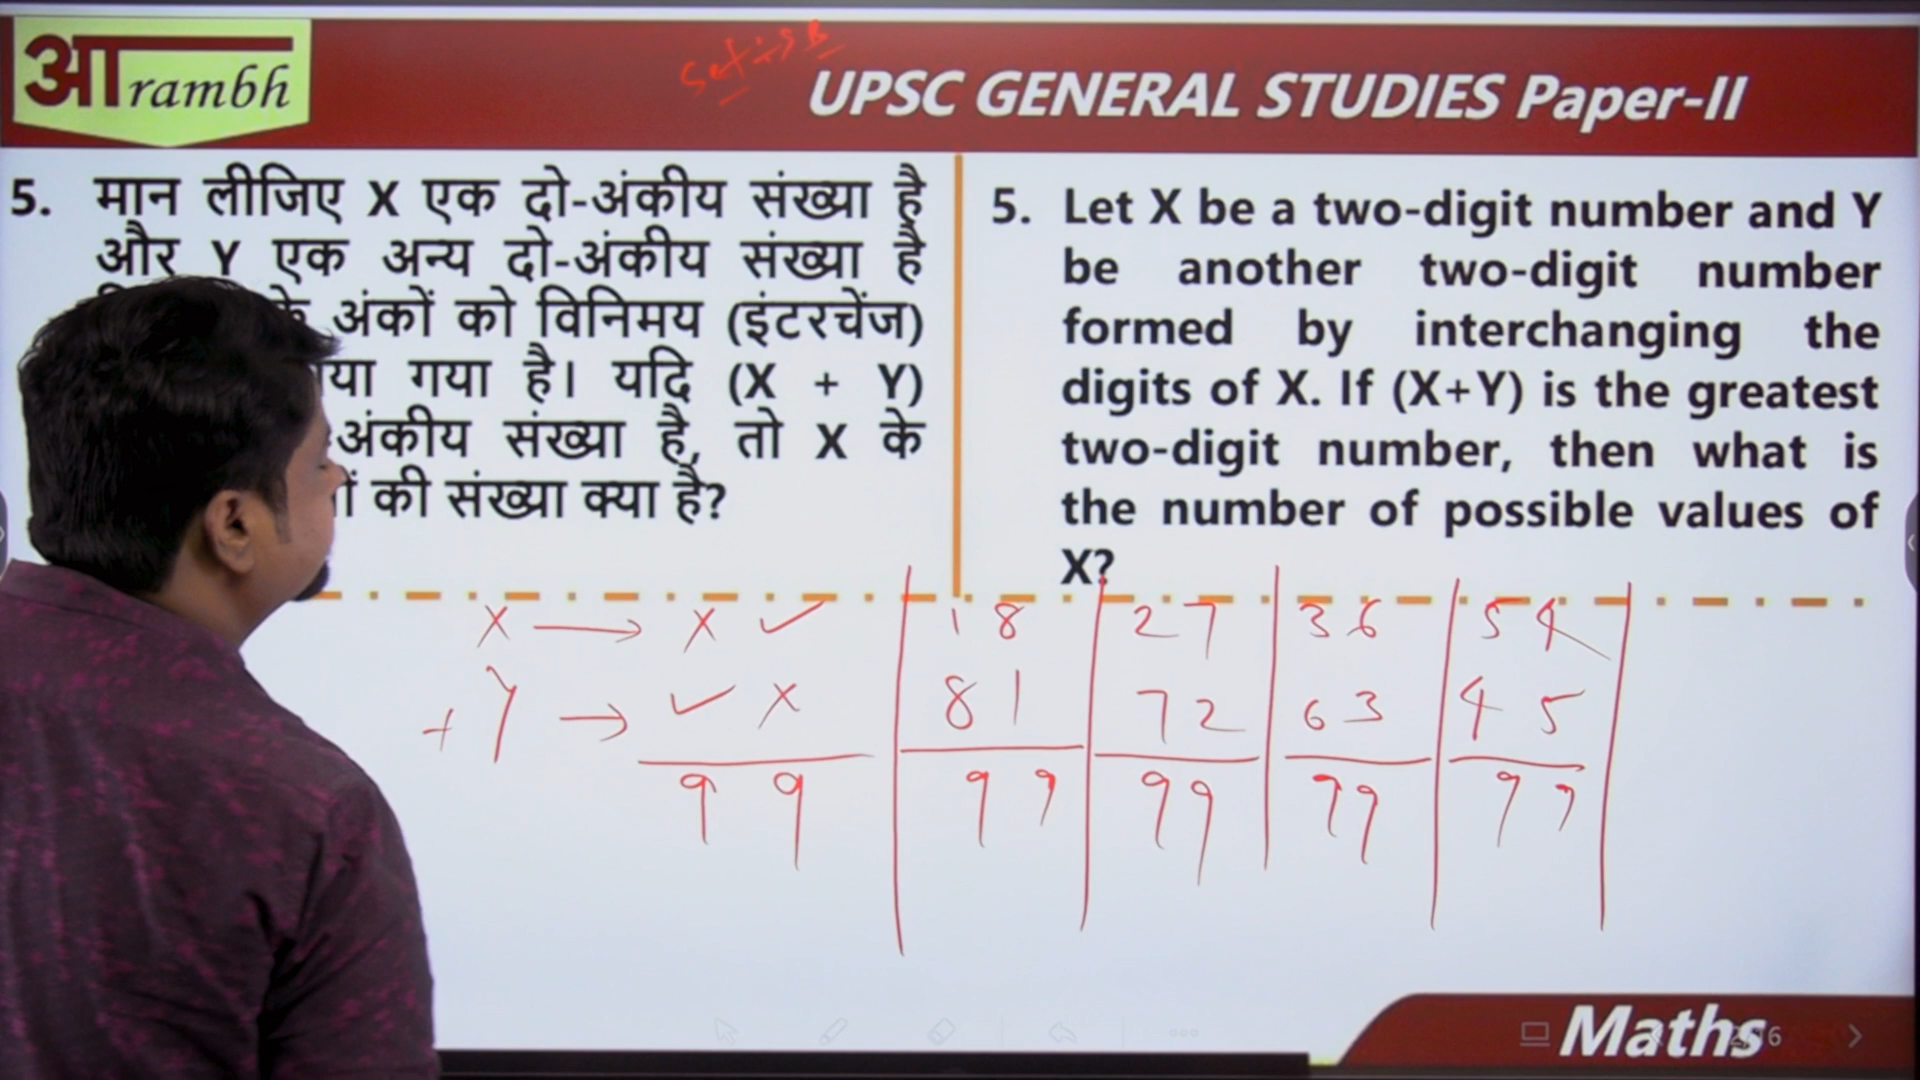 आrambh
Set :- B
UPSC GENERAL STUDIES Paper-II
5. मान लीजिए X एक दो-अंकीय संख्या है
और Y एक अन्य दो-अंकीय संख्या है
के अंकों को विनिमय (इंटरचेंज)
गया है। यदि (X + Y)
अंकीय संख्या है, तो X के
की संख्या क्या है?
5. Let X be a two-digit number and Y
be another two-digit number
formed by interchanging the
digits of X. If (X+Y) is the greatest
two-digit number, then what is
the number of possible values of
X?
X → X ✓ 18 27 36 54
+ Y → ✓ X 81 72 63 45
99 99 99 99 99
Maths